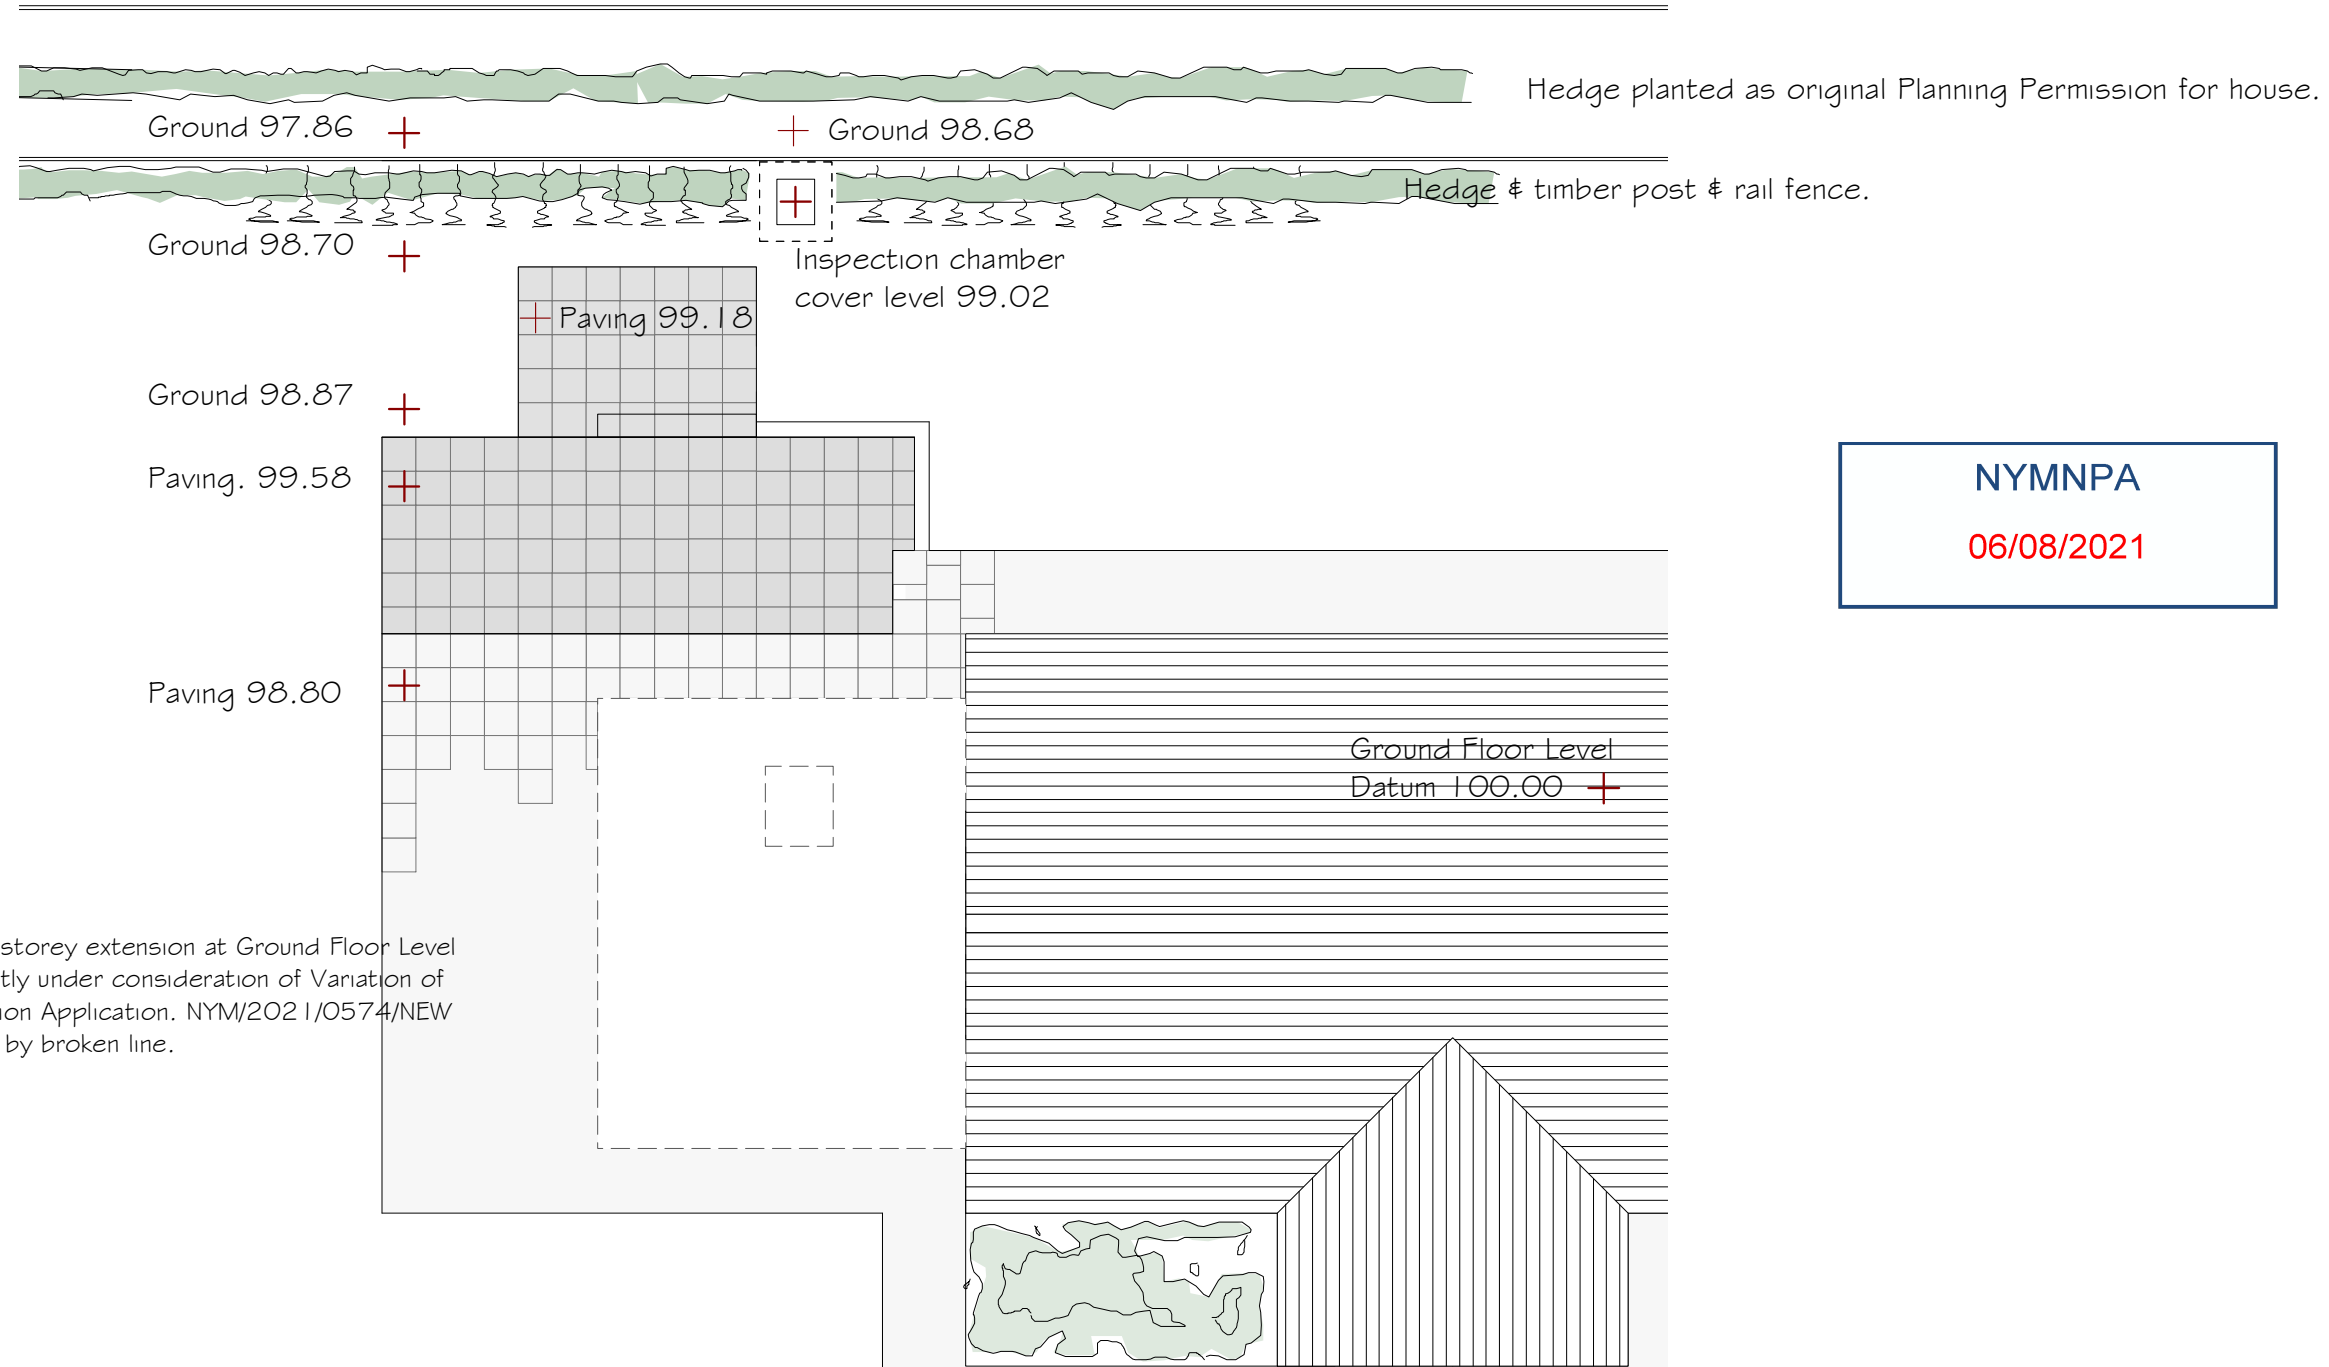 Hedge planted as original Planning Permission for house.
Ground 97.86
Ground 98.68
Hedge & timber post & rail fence.
Ground 98.70
Inspection chamber
cover level 99.02
Paving 99.18
Ground 98.87
Paving. 99.58
NYMNPA
06/08/2021
Paving 98.80
Ground Floor Level
Datum 100.00
storey extension at Ground Floor Level
tly under consideration of Variation of
ion Application. NYM/2021/0574/NEW
by broken line.